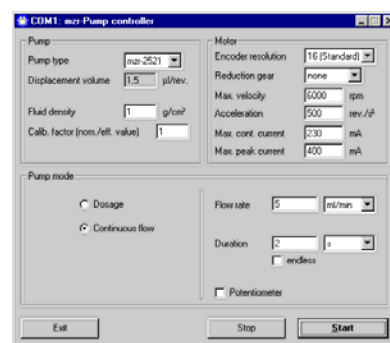 COM1: mzr-Pump controller
Pump
Pump type mzr-2521
Displacement volume 1,5 µl/rev.
Fluid density 1 g/cm³
Calib. factor (nom./eff. value) 1
Motor
Encoder resolution 16 (Standard)
Reduction gear none
Max. velocity 6000 rpm
Acceleration 500 rev./s²
Max. cont. current 230 mA
Max. peak current 400 mA
Pump mode
Dosage
Continuous flow
Flow rate 5 ml/min
Duration 2 s
endless
Potentiometer
Exit Stop Start